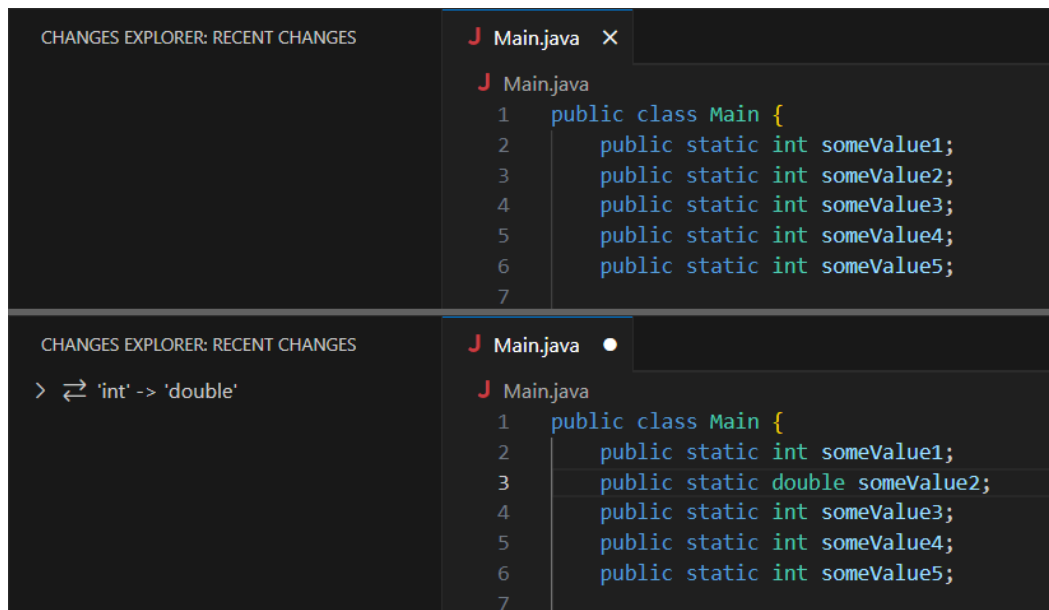 CHANGES EXPLORER: RECENT CHANGES
J Main.java ×
J Main.java
1 public class Main {
2 public static int someValue1;
3 public static int someValue2;
4 public static int someValue3;
5 public static int someValue4;
6 public static int someValue5;
7
CHANGES EXPLORER: RECENT CHANGES
J Main.java ●
> ⇄ 'int' -> 'double'
J Main.java
1 public class Main {
2 public static int someValue1;
3 public static double someValue2;
4 public static int someValue3;
5 public static int someValue4;
6 public static int someValue5;
7